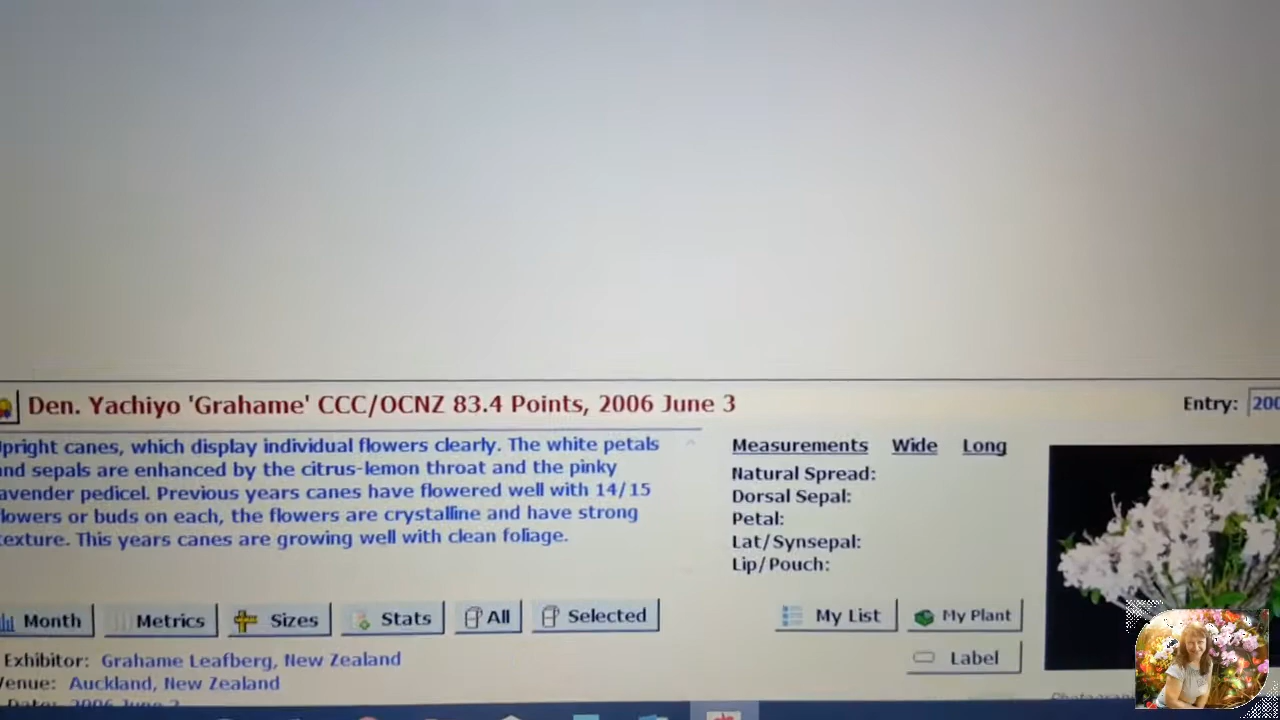 Den. Yachiyo 'Grahame' CCC/OCNZ 83.4 Points, 2006 June 3
Entry: 200
pright canes, which display individual flowers clearly. The white petals
nd sepals are enhanced by the citrus-lemon throat and the pinky
avender pedicel. Previous years canes have flowered well with 14/15
lowers or buds on each, the flowers are crystalline and have strong
exture. This years canes are growing well with clean foliage.
Measurements Wide Long
Natural Spread:
Dorsal Sepal:
Petal:
Lat/Synsepal:
Lip/Pouch:
Month Metrics Sizes Stats All Selected
My List My Plant
Label
Exhibitor: Grahame Leafberg, New Zealand
enue: Auckland, New Zealand
Date: 2006 June
Photogra